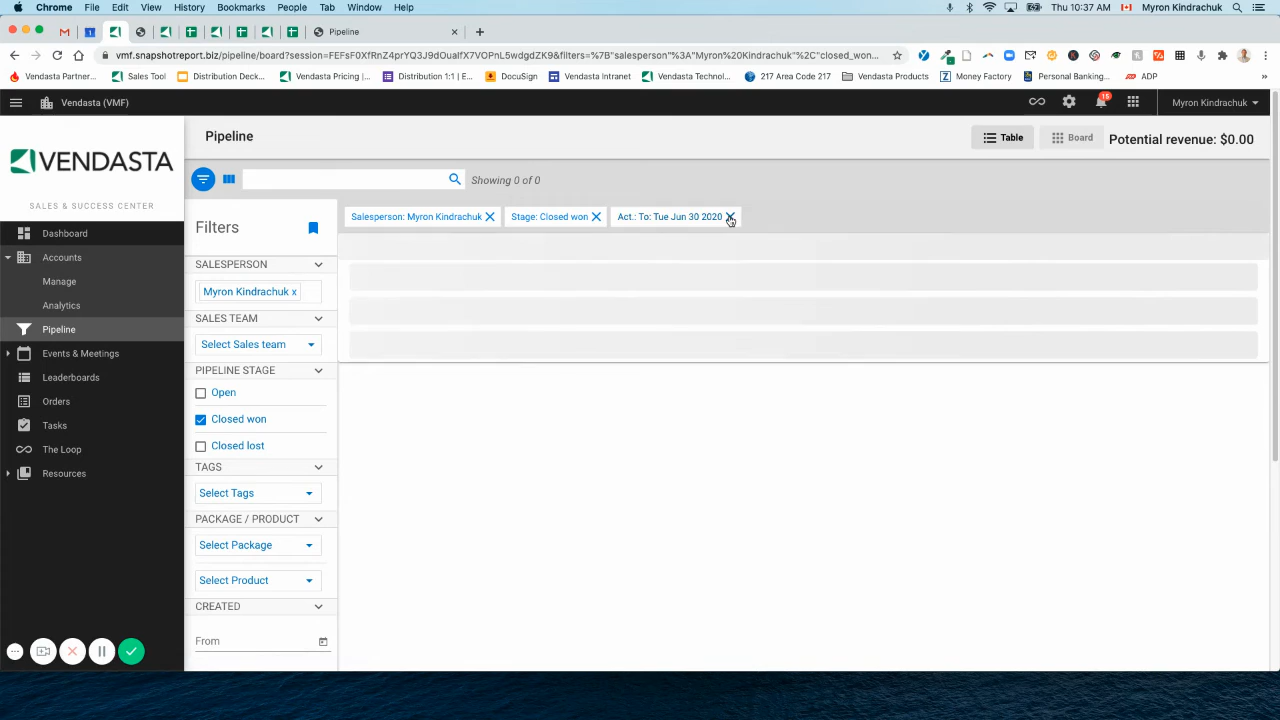 Chrome File Edit View History Bookmarks People Tab Window Help Thu 10:37 AM Myron Kindrachuk
Pipeline
vmf.snapshotreport.biz/pipeline/board?session=FEFsF0XfRnZ4prYQ3J9dOuaIfX7VOPnL5wdgdZK9&filters=%7B"salesperson"%3A"Myron%20Kindrachuk"%2C"closed_won...
Vendasta Partner... Sales Tool Distribution Deck... Vendasta Pricing |... Distribution 1:1 | E... DocuSign Vendasta Intranet Vendasta Technol... 217 Area Code 217 Vendasta Products Money Factory Personal Banking... ADP »
Vendasta (VMF) 15 Myron Kindrachuk
Pipeline Table Board Potential revenue: $0.00
VENDASTA
SALES & SUCCESS CENTER
Dashboard
Accounts
Manage
Analytics
Pipeline
Events & Meetings
Leaderboards
Orders
Tasks
The Loop
Resources
Showing 0 of 0
Filters
Salesperson: Myron Kindrachuk Stage: Closed won Act.: To: Tue Jun 30 2020
SALESPERSON
Myron Kindrachuk x
SALES TEAM
Select Sales team
PIPELINE STAGE
Open
Closed won
Closed lost
TAGS
Select Tags
PACKAGE / PRODUCT
Select Package
Select Product
CREATED
From